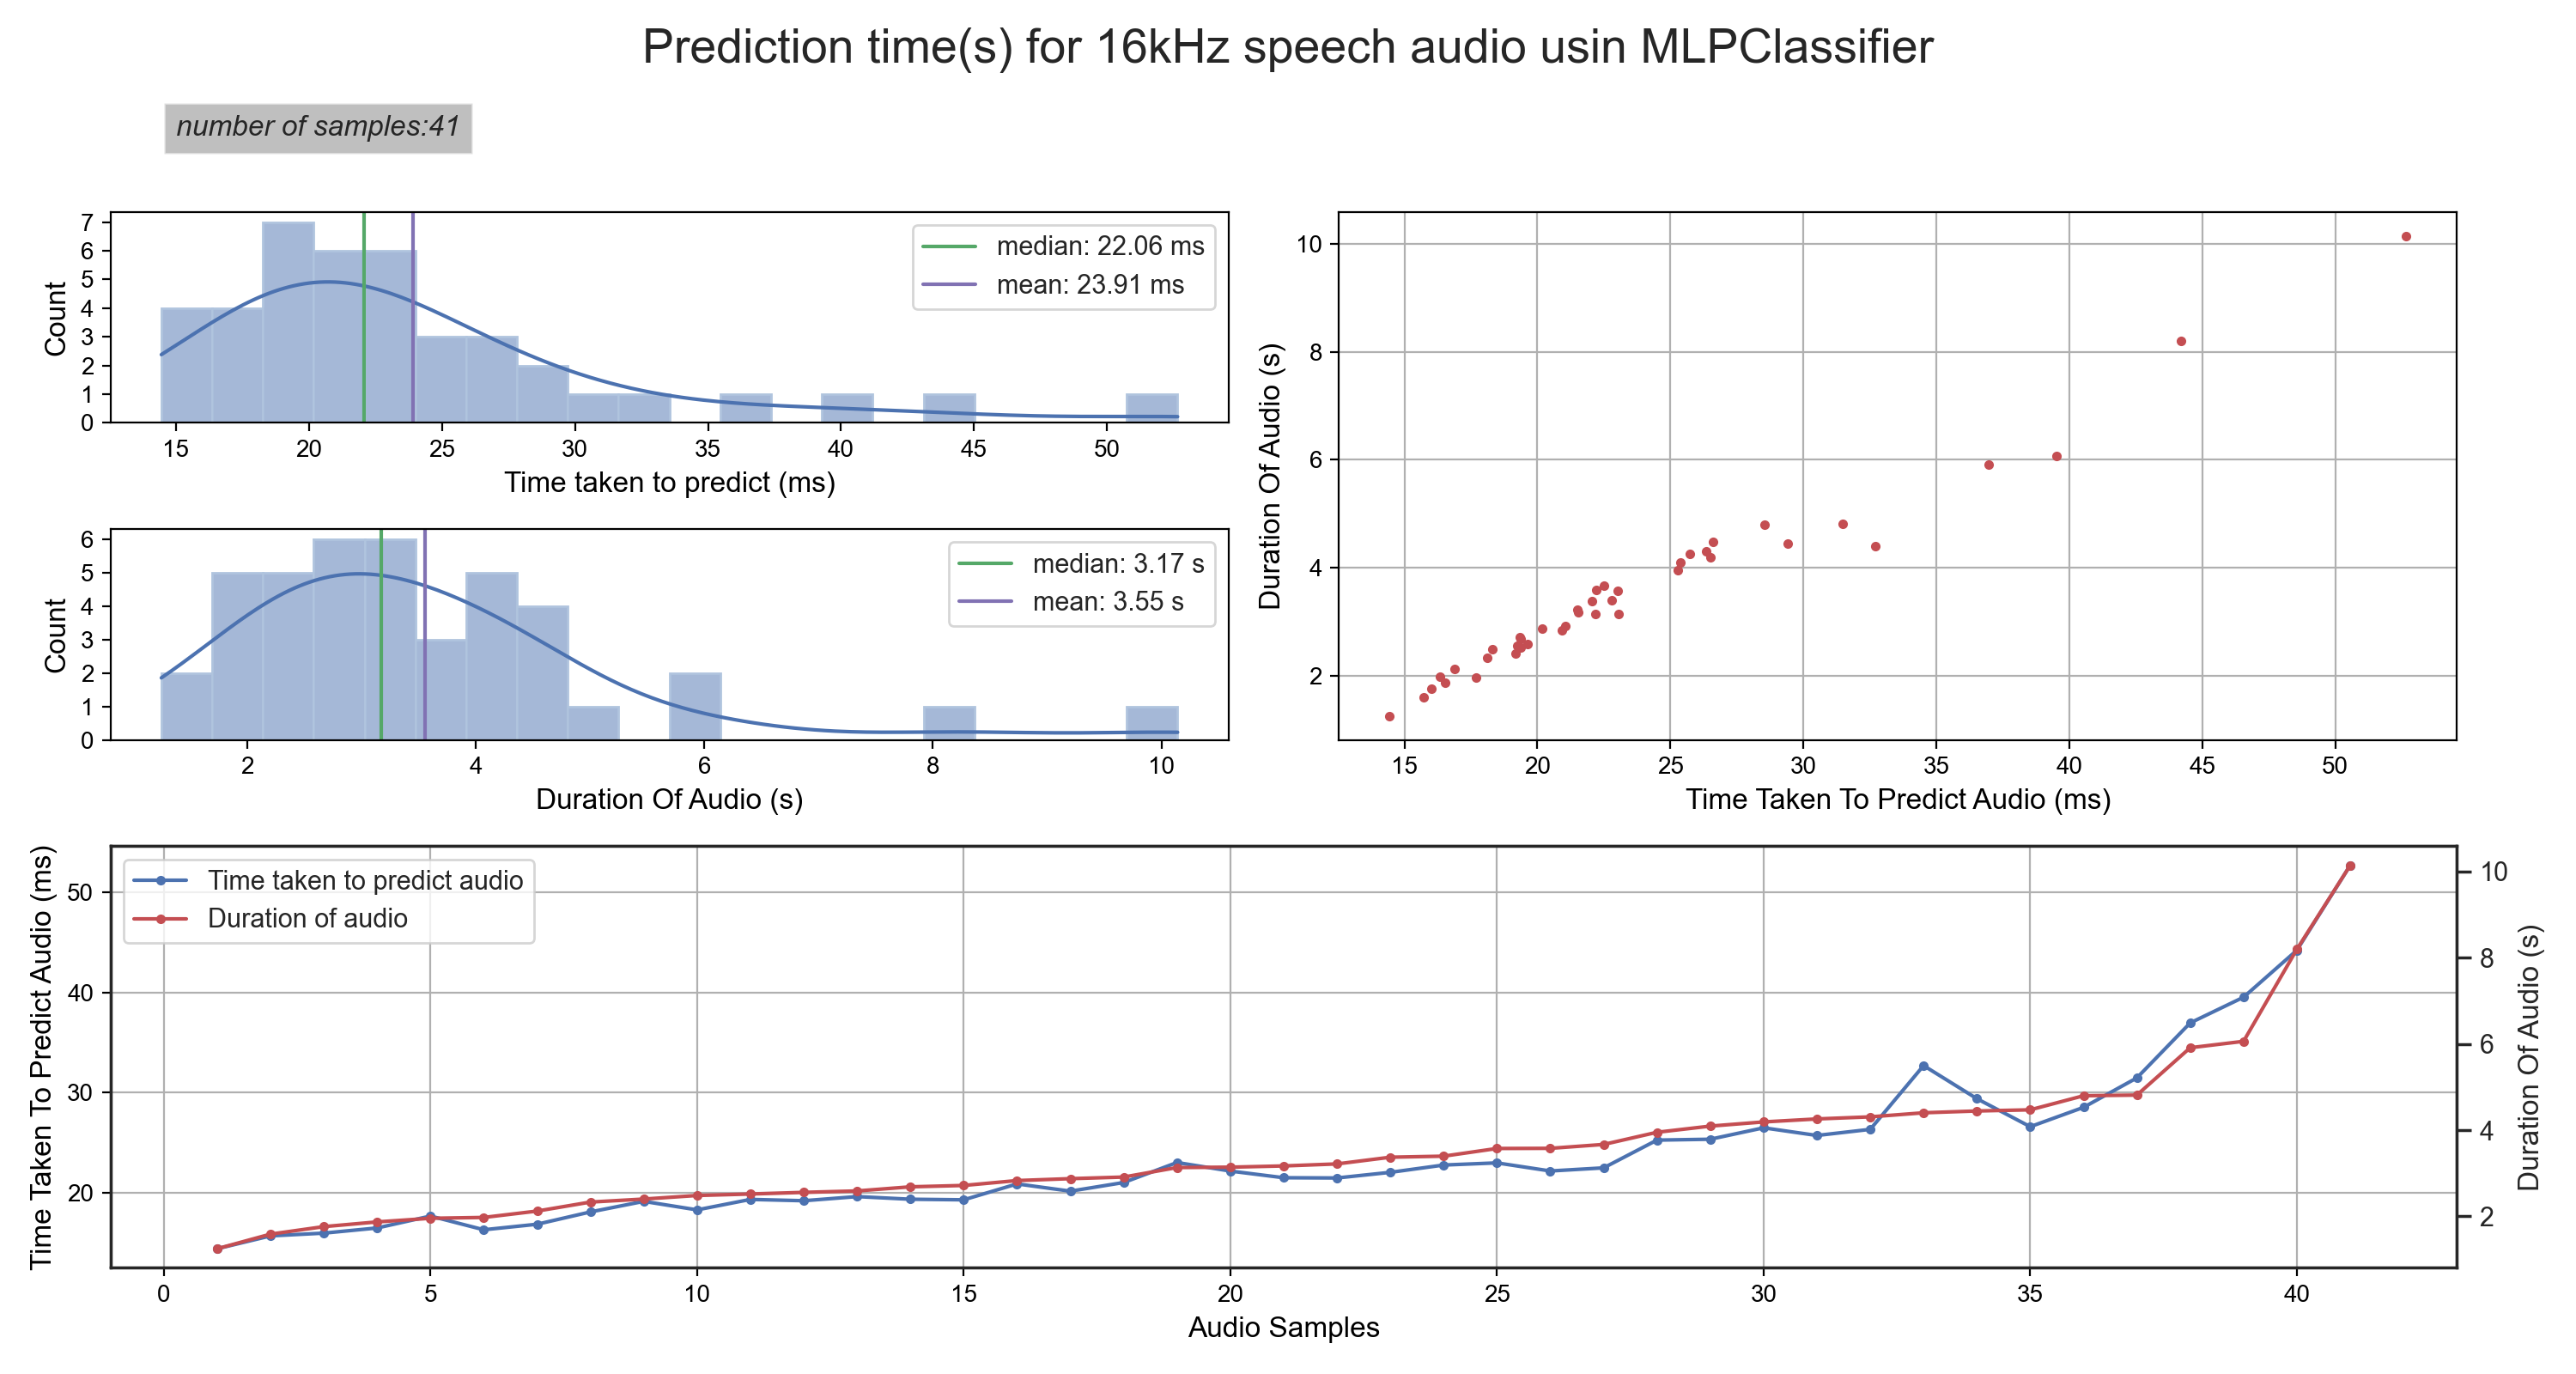 Prediction time(s) for 16kHz speech audio usin MLPClassifier
number of samples:41
7
6
5
4
3
2
1
0
Count
median: 22.06 ms
mean: 23.91 ms
15 20 25 30 35 40 45 50
Time taken to predict (ms)
6
5
4
3
2
1
0
Count
median: 3.17 s
mean: 3.55 s
2 4 6 8 10
Duration Of Audio (s)
10
8
6
4
2
Duration Of Audio (s)
15 20 25 30 35 40 45 50
Time Taken To Predict Audio (ms)
Time taken to predict audio
Duration of audio
50
40
30
20
Time Taken To Predict Audio (ms)
10
8
6
4
2
Duration Of Audio (s)
0 5 10 15 20 25 30 35 40
Audio Samples